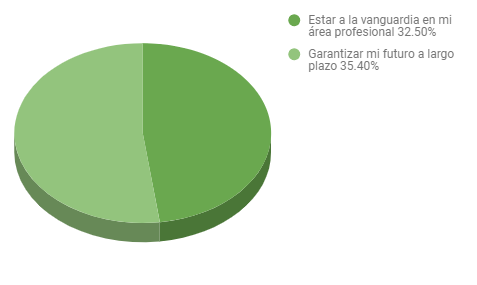 Estar a la vanguardia en mi
área profesional 32.50%
Garantizar mi futuro a largo
plazo 35.40%